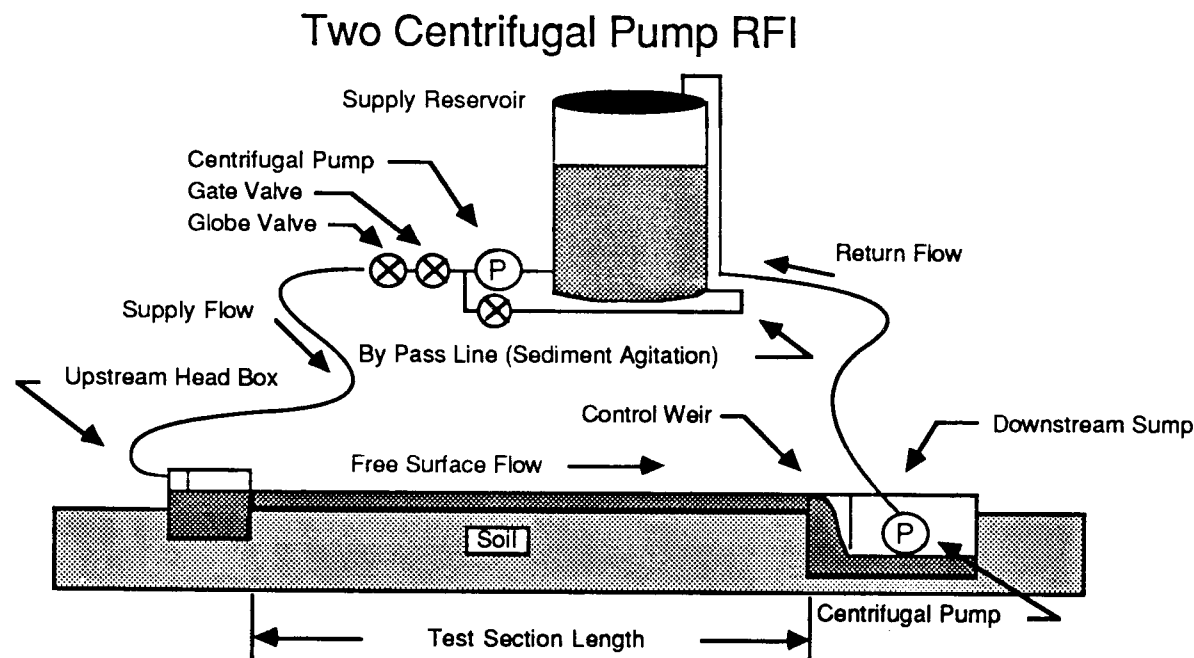 Two Centrifugal Pump RFI
Supply Reservoir
Centrifugal Pump
Gate Valve
Globe Valve
P
Return Flow
Supply Flow
By Pass Line (Sediment Agitation)
Upstream Head Box
Control Weir
Downstream Sump
Free Surface Flow
Soil
P
Centrifugal Pump
Test Section Length